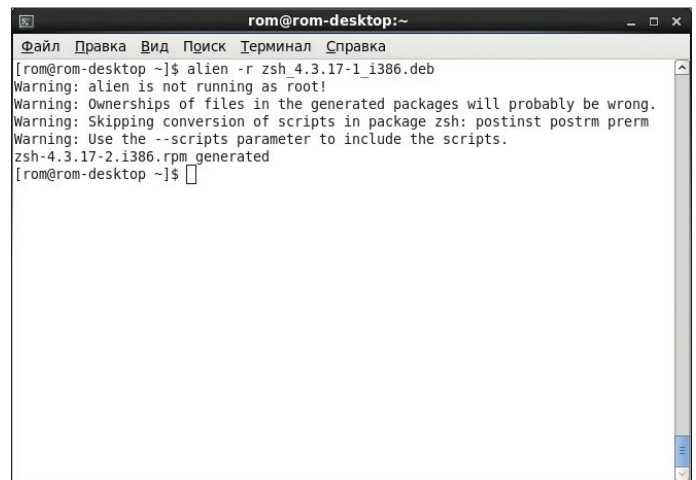 rom@rom-desktop:~
Файл Правка Вид Поиск Терминал Справка
[rom@rom-desktop ~]$ alien -r zsh_4.3.17-1_i386.deb
Warning: alien is not running as root!
Warning: Ownerships of files in the generated packages will probably be wrong.
Warning: Skipping conversion of scripts in package zsh: postinst postrm prerm
Warning: Use the --scripts parameter to include the scripts.
zsh-4.3.17-2.i386.rpm generated
[rom@rom-desktop ~]$